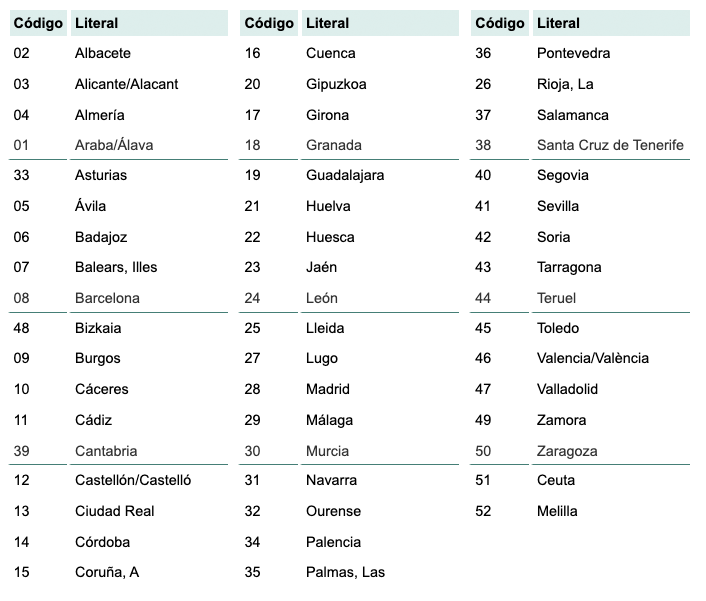 Código Literal Código Literal Código Literal
02 Albacete 16 Cuenca 36 Pontevedra
03 Alicante/Alacant 20 Gipuzkoa 26 Rioja, La
04 Almería 17 Girona 37 Salamanca
01 Araba/Álava 18 Granada 38 Santa Cruz de Tenerife
33 Asturias 19 Guadalajara 40 Segovia
05 Ávila 21 Huelva 41 Sevilla
06 Badajoz 22 Huesca 42 Soria
07 Balears, Illes 23 Jaén 43 Tarragona
08 Barcelona 24 León 44 Teruel
48 Bizkaia 25 Lleida 45 Toledo
09 Burgos 27 Lugo 46 Valencia/València
10 Cáceres 28 Madrid 47 Valladolid
11 Cádiz 29 Málaga 49 Zamora
39 Cantabria 30 Murcia 50 Zaragoza
12 Castellón/Castelló 31 Navarra 51 Ceuta
13 Ciudad Real 32 Ourense 52 Melilla
14 Córdoba 34 Palencia
15 Coruña, A 35 Palmas, Las